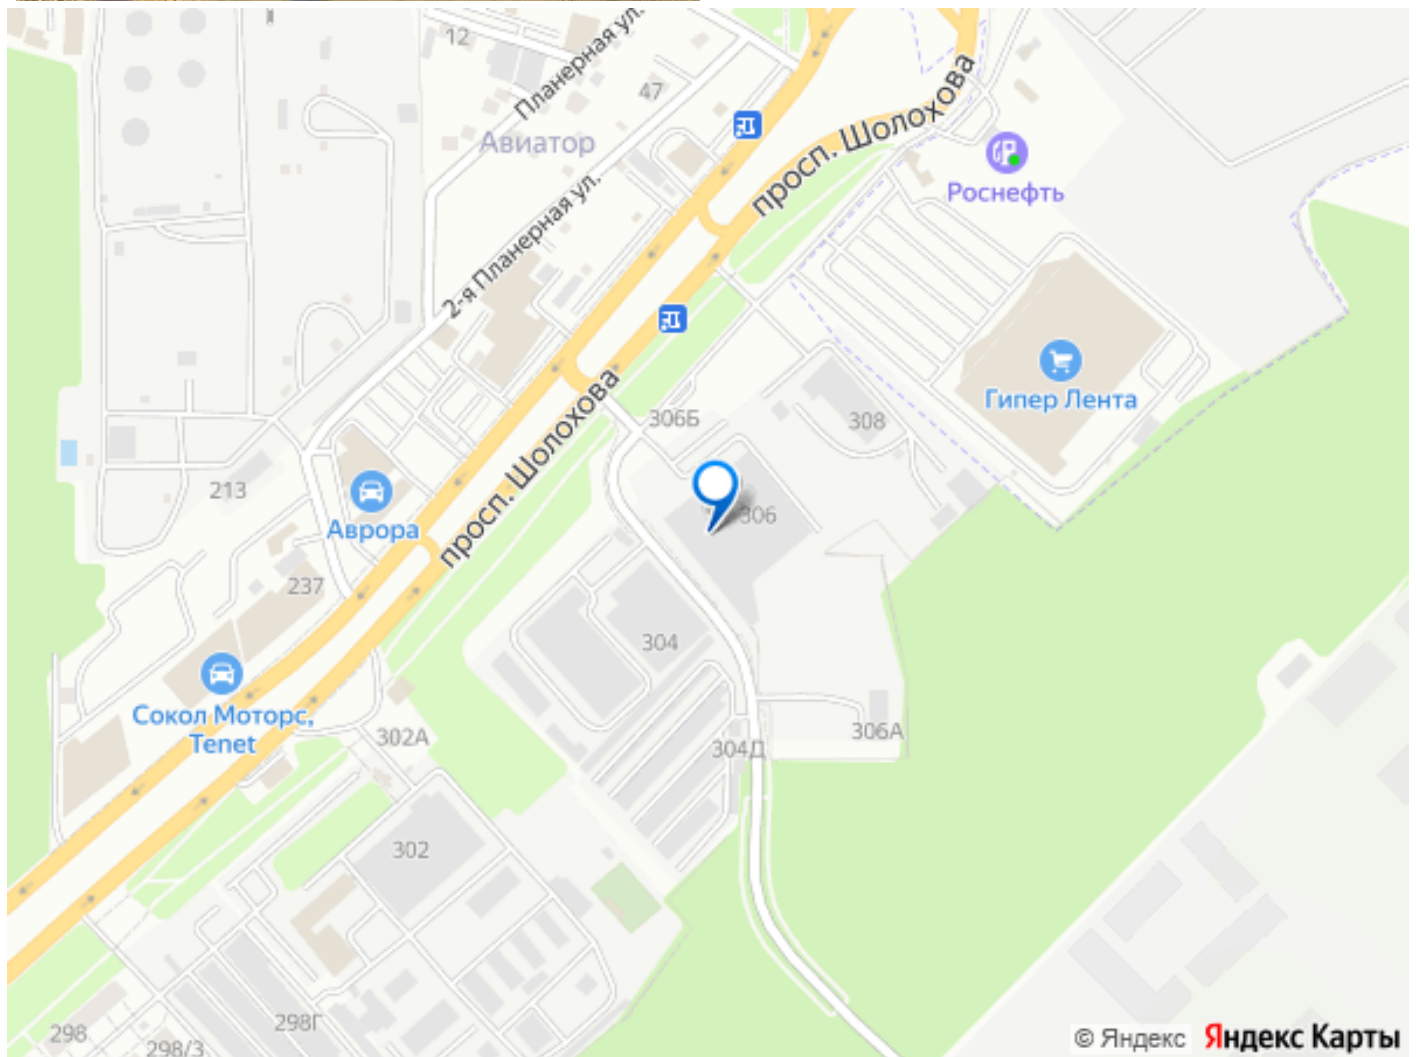 12
Планерная ул.
47
Авиатор
просп. Шолохова
Роснефть
2-я Планерная ул.
Гипер Лента
просп. Шолохова
306Б
308
213
Аврора
306
237
304
Сокол Моторс,
Tenet
302А
304Д
306А
302
298Г
298
298/3
© Яндекс Яндекс Карты